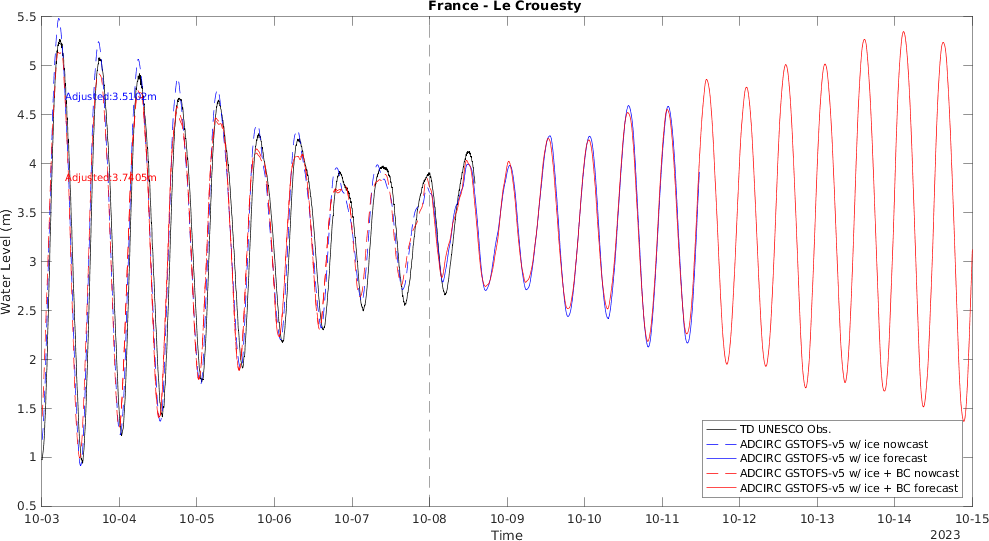 France - Le Crouesty
5.5
5
4.5
4
3.5
3
2.5
2
1.5
1
0.5
Water Level (m)
Adjusted:3.5102m
Adjusted:3.7405m
TD UNESCO Obs.
ADCIRC GSTOFS-v5 w/ ice nowcast
ADCIRC GSTOFS-v5 w/ ice forecast
ADCIRC GSTOFS-v5 w/ ice + BC nowcast
ADCIRC GSTOFS-v5 w/ ice + BC forecast
10-03 10-04 10-05 10-06 10-07 10-08 10-09 10-10 10-11 10-12 10-13 10-14 10-15
Time
2023